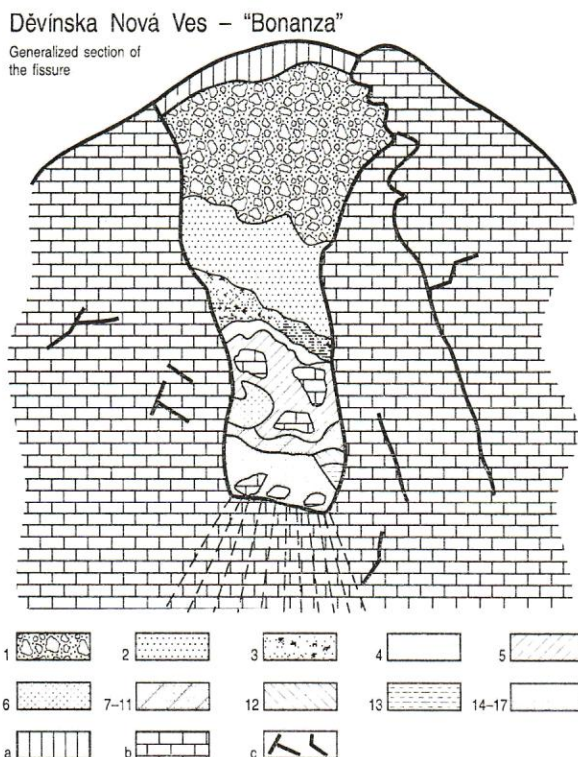 Děvínska Nová Ves – “Bonanza”
Generalized section of
the fissure
1 2 3 4 5
6 7–11 12 13 14–17
a b c